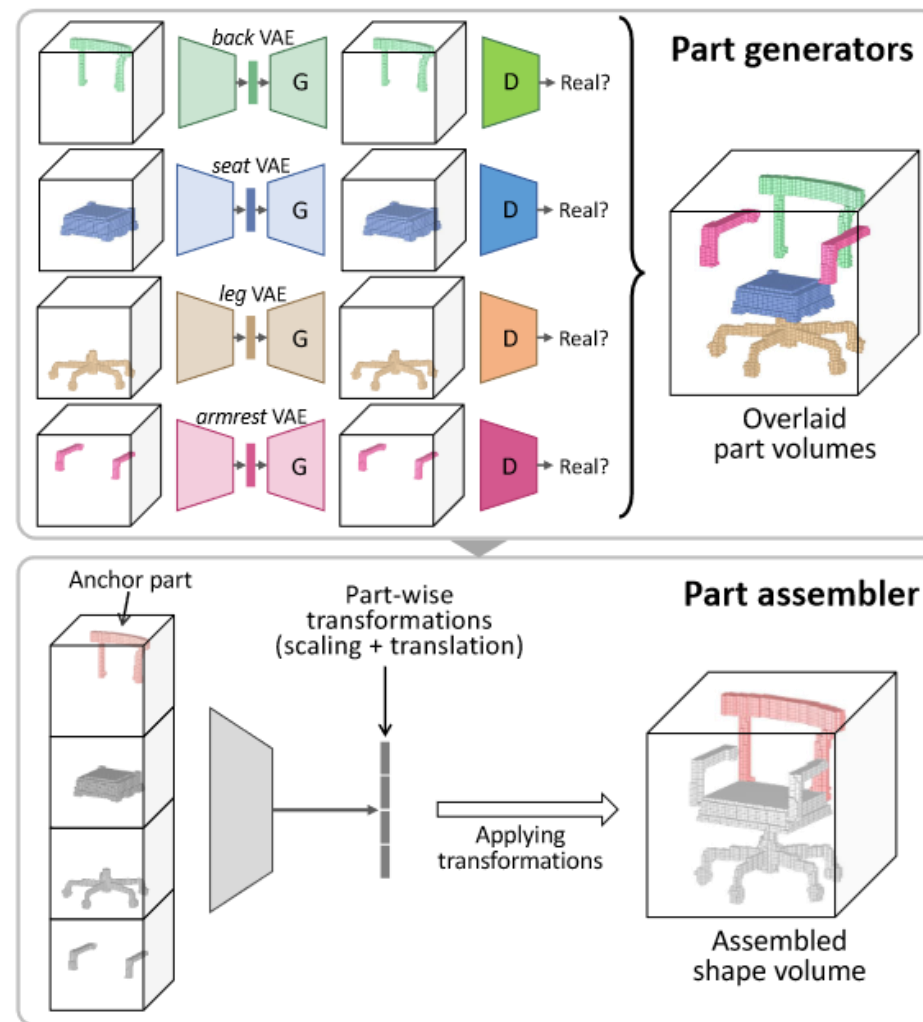 Part generators
back VAE
G
D
Real?
seat VAE
G
D
Real?
leg VAE
G
D
Real?
armrest VAE
G
D
Real?
Overlaid
part volumes
Part assembler
Anchor part
Part-wise
transformations
(scaling + translation)
Applying
transformations
Assembled
shape volume